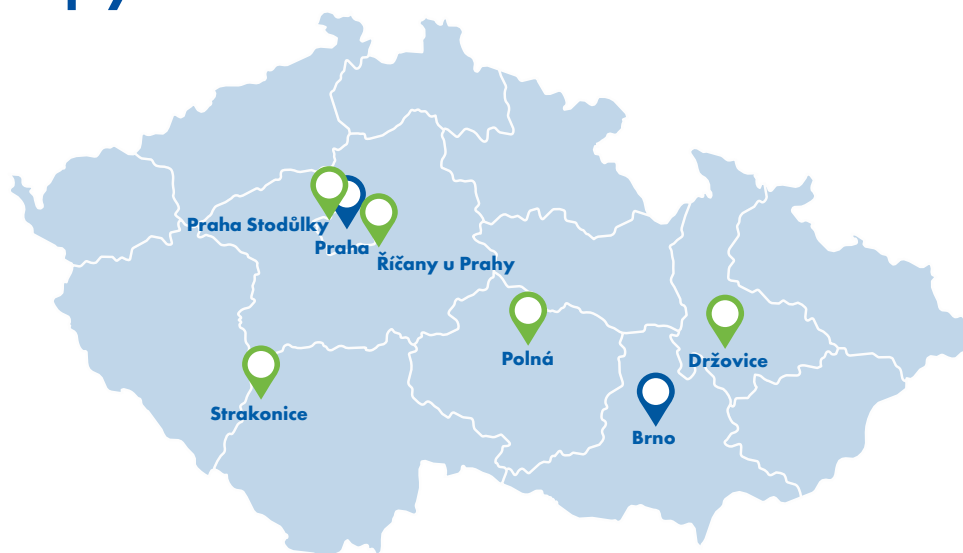 Praha Stodůlky
Praha
Říčany u Prahy
Polná
Držovice
Strakonice
Brno